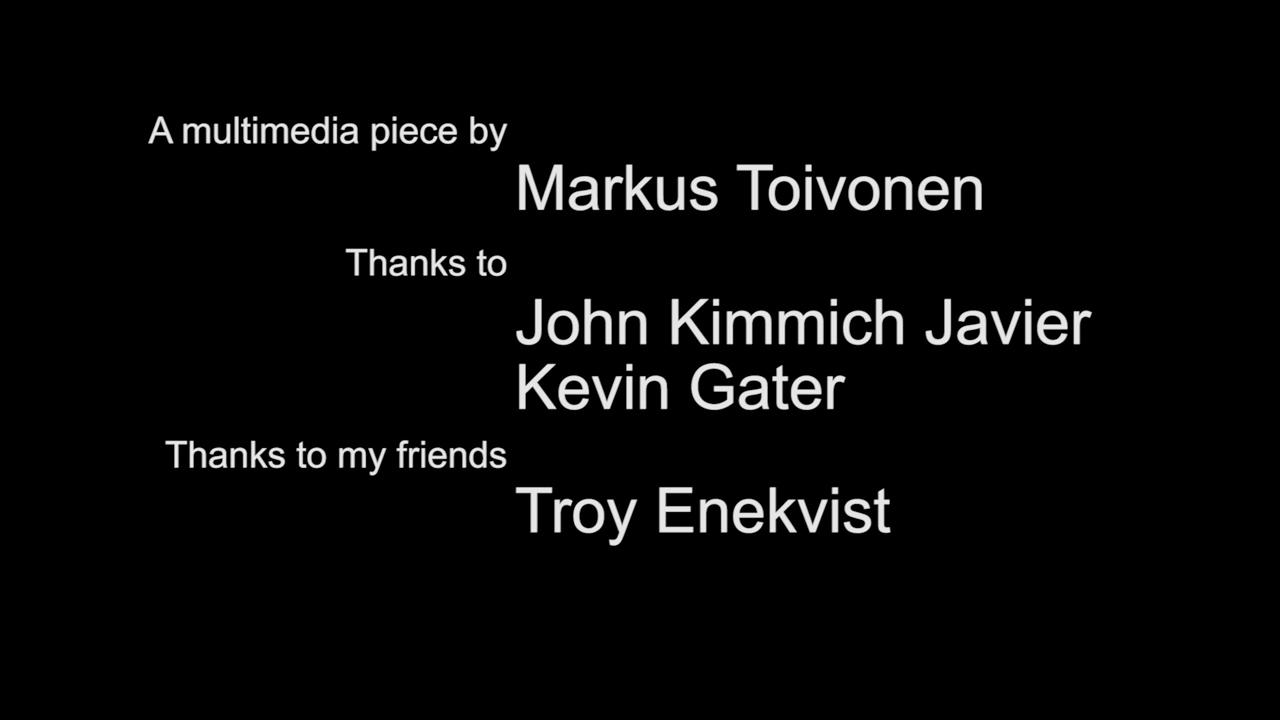 A multimedia piece by
Markus Toivonen
Thanks to
John Kimmich Javier
Kevin Gater
Thanks to my friends
Troy Enekvist